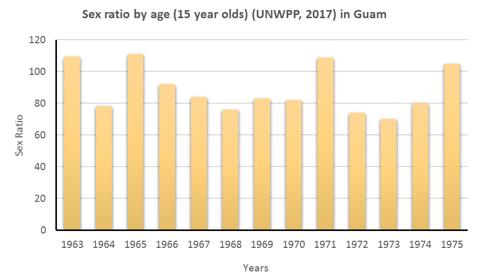 Sex ratio by age (15 year olds) (UNWPP, 2017) in Guam
120
100
80
60
40
20
0
Sex Ratio
1963 1964 1965 1966 1967 1968 1969 1970 1971 1972 1973 1974 1975
Years